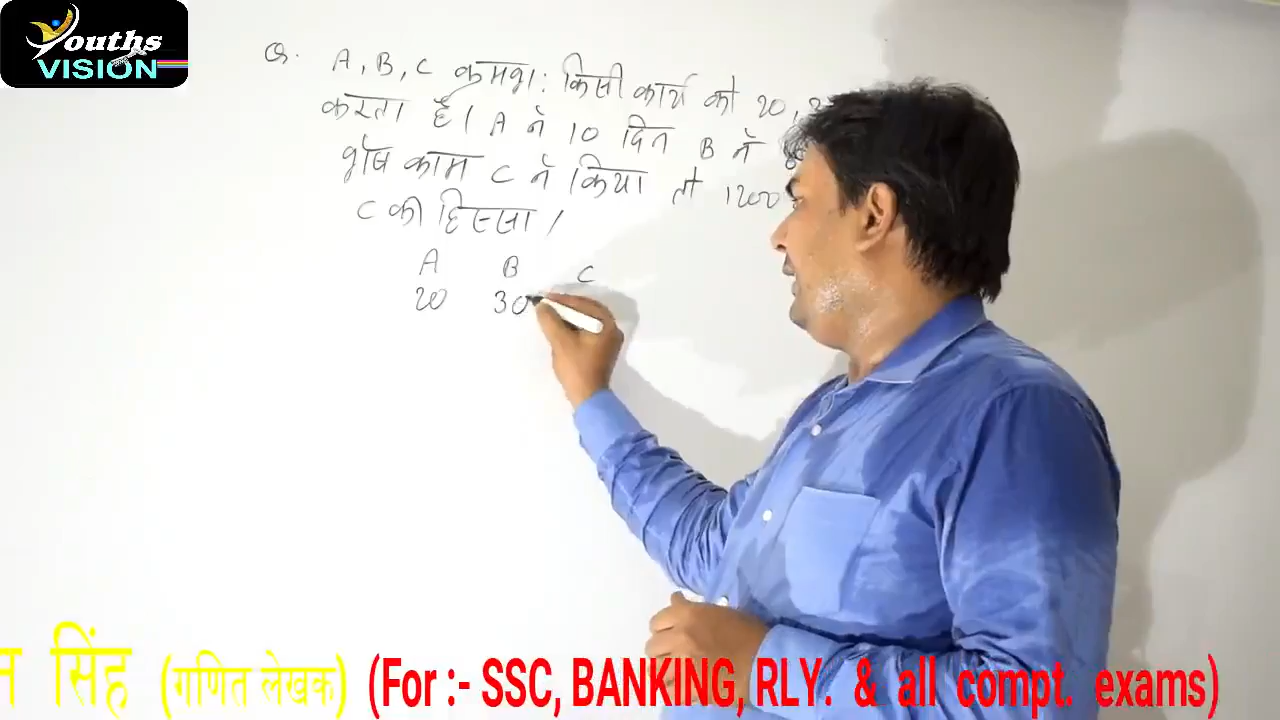 Youths
VISION
Q. A, B, C क्रमश: किसी कार्य को 20,
करता है। A ने 10 दिन B ने
शेष काम C ने किया तो 1200
C की हिस्सा।
A B C
20 30
सिंह (गणित लेखक) (For :- SSC, BANKING, RLY. & all compt. exams)